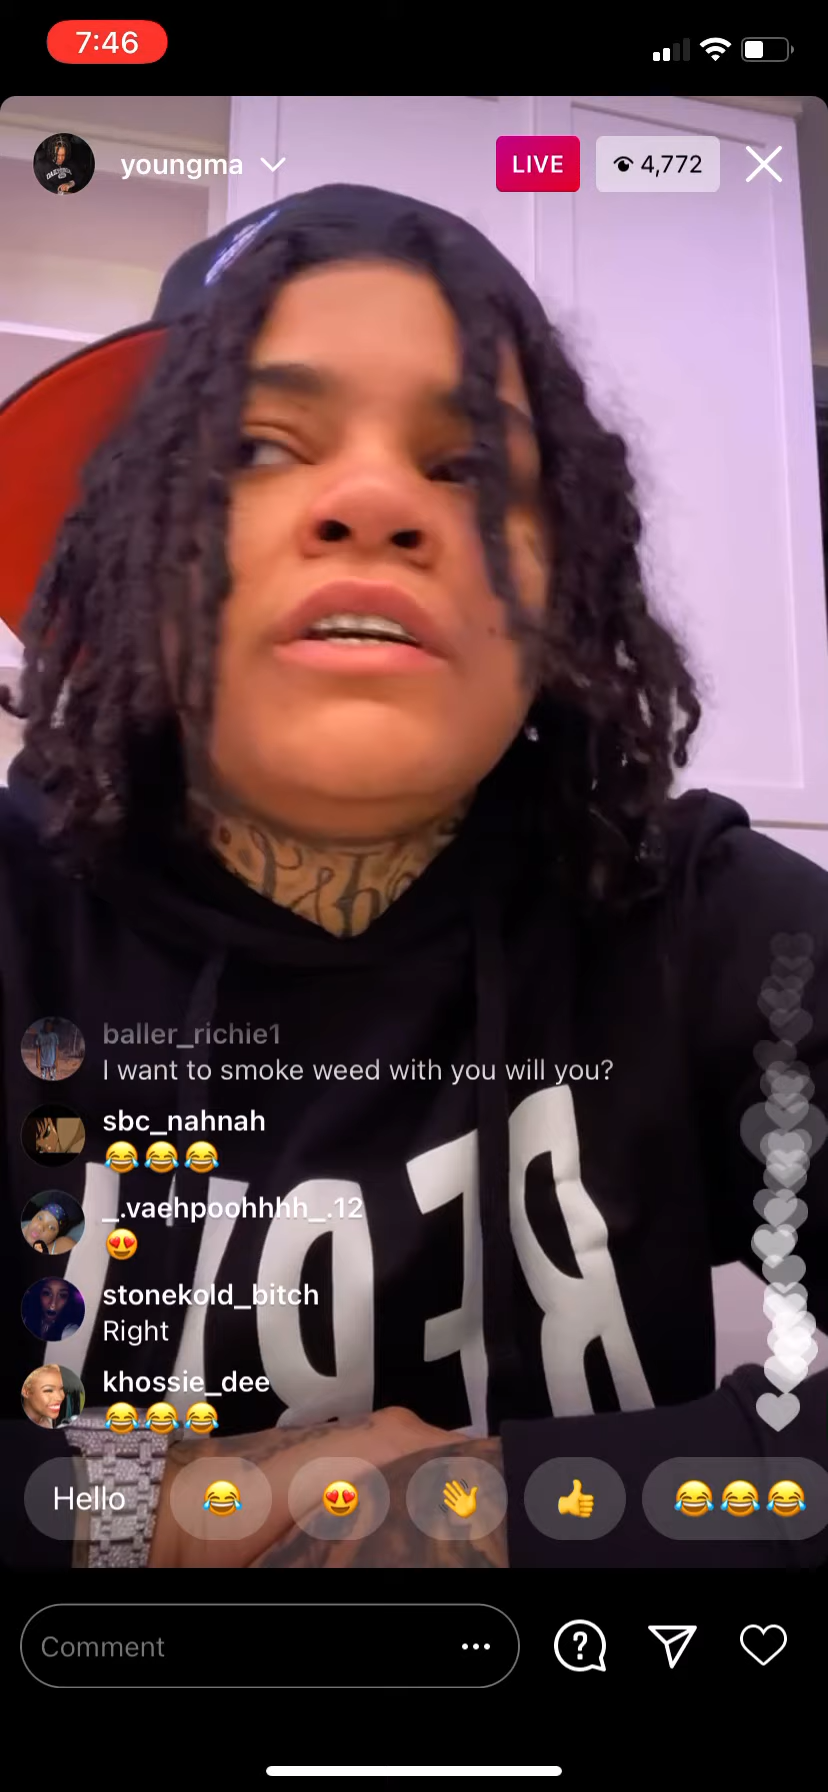 7:46
youngma
LIVE
4,772
baller_richie1
I want to smoke weed with you will you?
sbc_nahnah
😂😂😂
_.vaehpoohhhh_.12
😍
stonekold_bitch
Right
khossie_dee
😂😂😂
Hello 😂 😍 👋 👍 😂😂😂
Comment